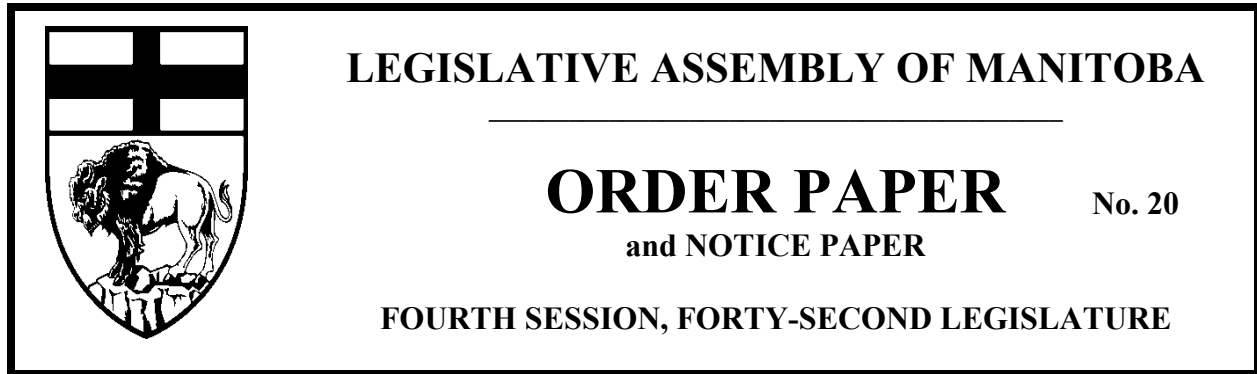 LEGISLATIVE ASSEMBLY OF MANITOBA
ORDER PAPER No. 20
and NOTICE PAPER
FOURTH SESSION, FORTY-SECOND LEGISLATURE